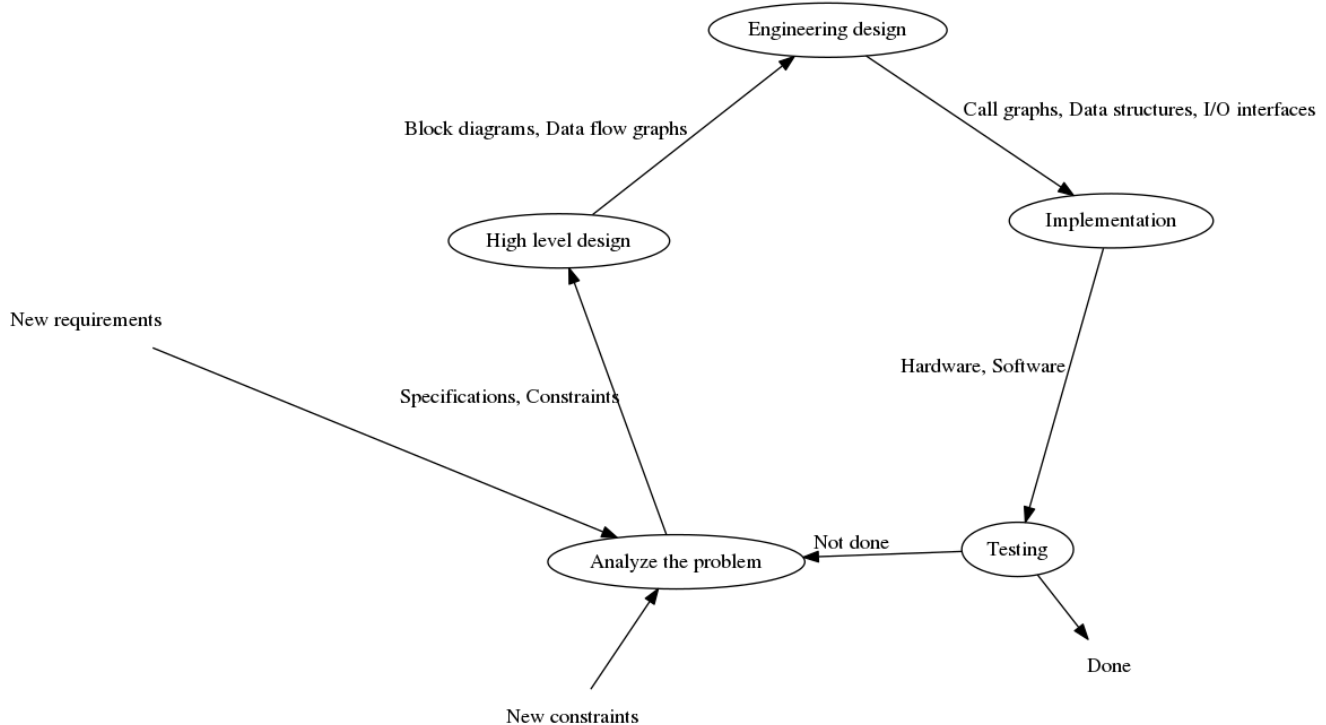 Engineering design
Call graphs, Data structures, I/O interfaces
Block diagrams, Data flow graphs
Implementation
High level design
New requirements
Hardware, Software
Specifications, Constraints
Not done
Testing
Analyze the problem
Done
New constraints